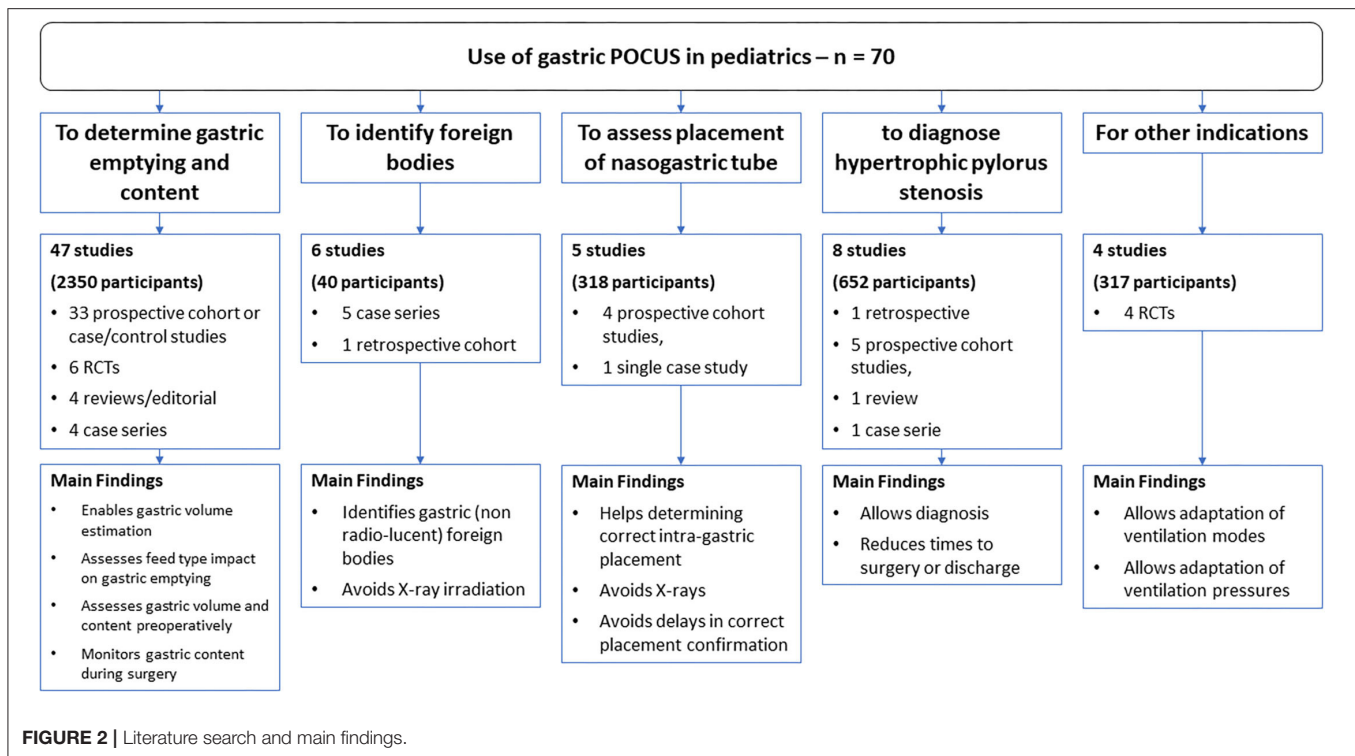 Use of gastric POCUS in pediatrics – n = 70
To determine gastric
emptying and
content
47 studies
(2350 participants)
• 33 prospective cohort or
case/control studies
• 6 RCTs
• 4 reviews/editorial
• 4 case series
Main Findings
• Enables gastric volume
estimation
• Assesses feed type impact
on gastric emptying
• Assesses gastric volume and
content preoperatively
• Monitors gastric content
during surgery
To identify foreign
bodies
6 studies
(40 participants)
• 5 case series
• 1 retrospective cohort
Main Findings
• Identifies gastric (non
radio-lucent) foreign
bodies
• Avoids X-ray irradiation
To assess placement
of nasogastric tube
5 studies
(318 participants)
• 4 prospective cohort
studies,
• 1 single case study
Main Findings
• Helps determining
correct intra-gastric
placement
• Avoids X-rays
• Avoids delays in correct
placement confirmation
to diagnose
hypertrophic pylorus
stenosis
8 studies
(652 participants)
• 1 retrospective
• 5 prospective cohort
studies,
• 1 review
• 1 case serie
Main Findings
• Allows diagnosis
• Reduces times to
surgery or discharge
For other indications
4 studies
(317 participants)
• 4 RCTs
Main Findings
• Allows adaptation of
ventilation modes
• Allows adaptation of
ventilation pressures
FIGURE 2 | Literature search and main findings.